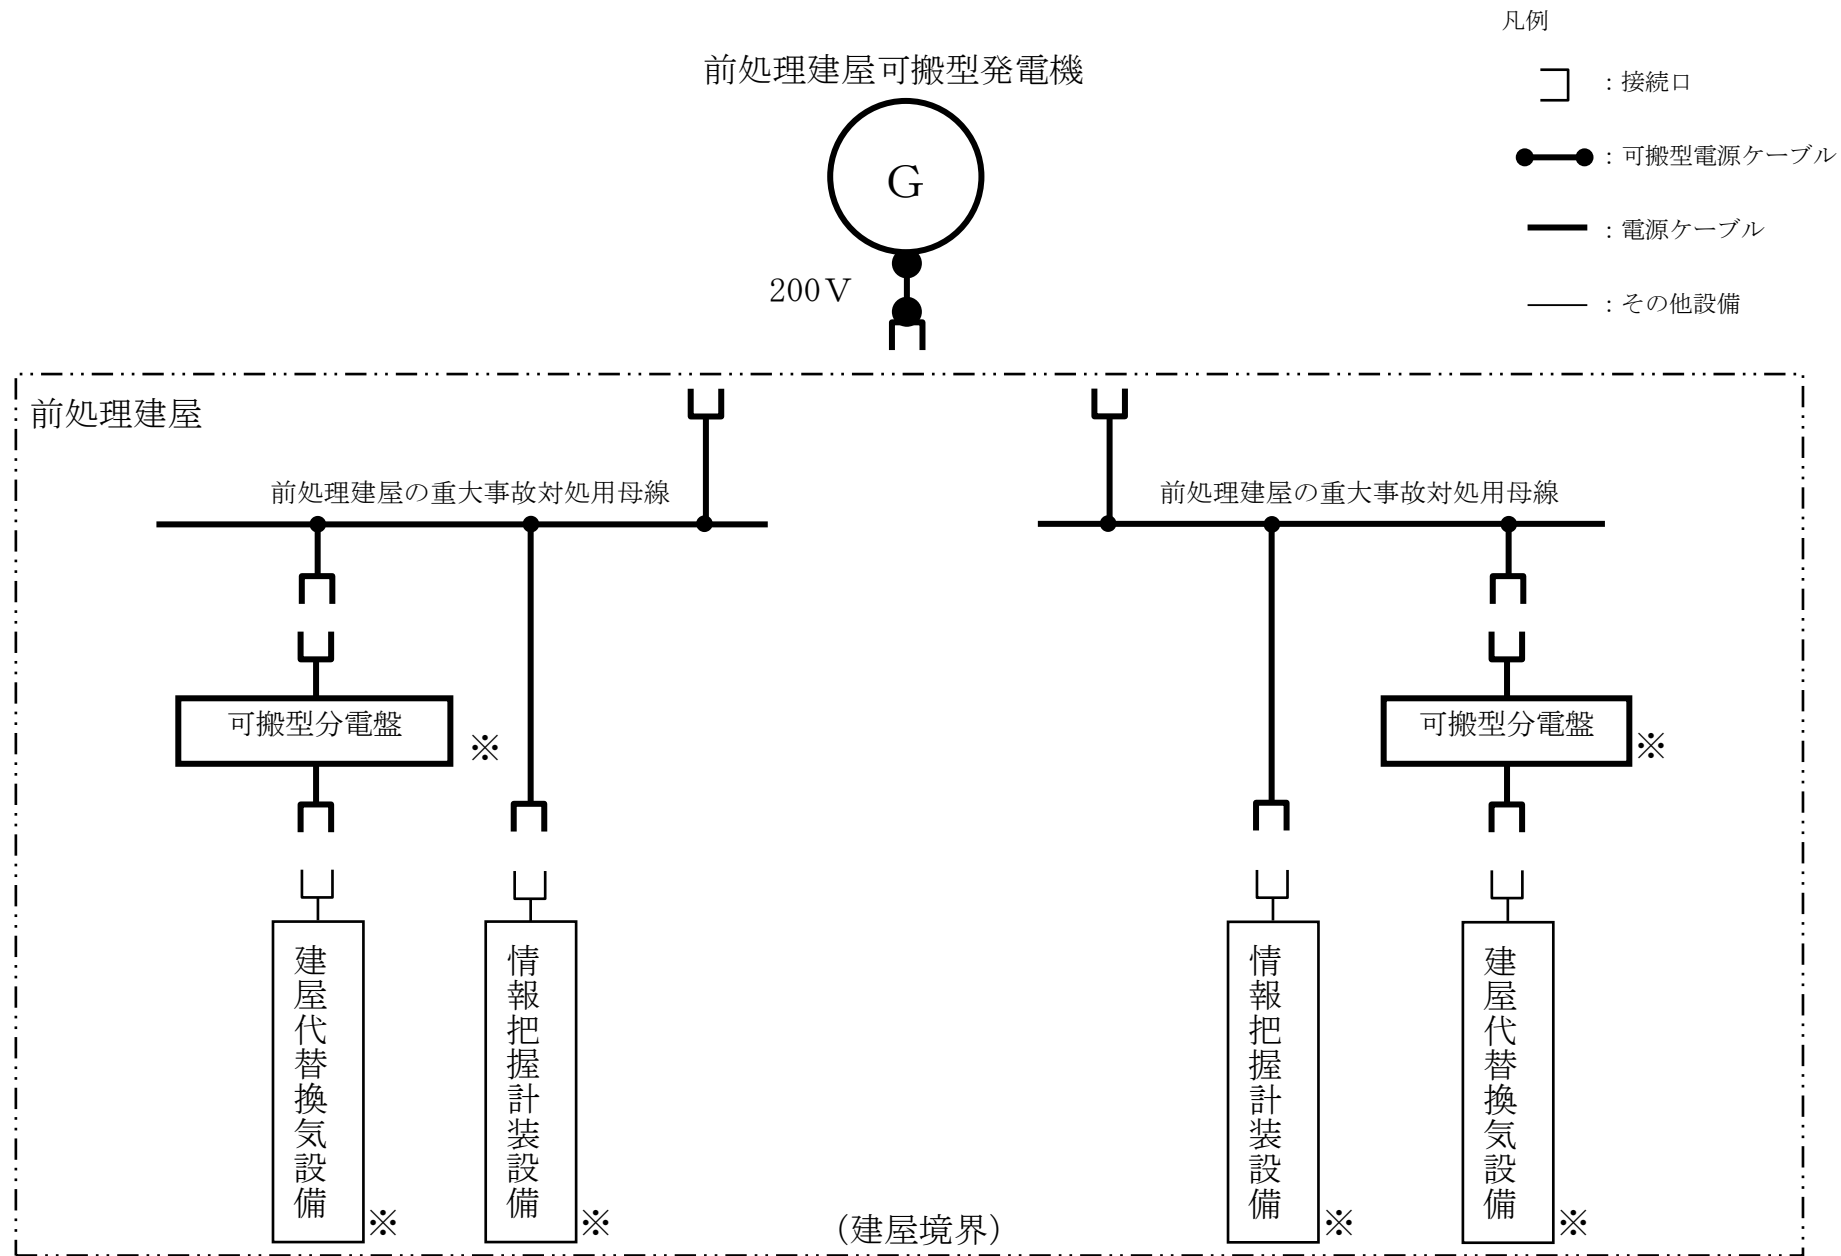 凡例
：接続口
：可搬型電源ケーブル
：電源ケーブル
：その他設備
前処理建屋可搬型発電機
G
200V
前処理建屋
前処理建屋の重大事故対処用母線
前処理建屋の重大事故対処用母線
可搬型分電盤
※
可搬型分電盤
※
建屋代替換気設備
※
情報把握計装設備
※
情報把握計装設備
※
建屋代替換気設備
※
（建屋境界）